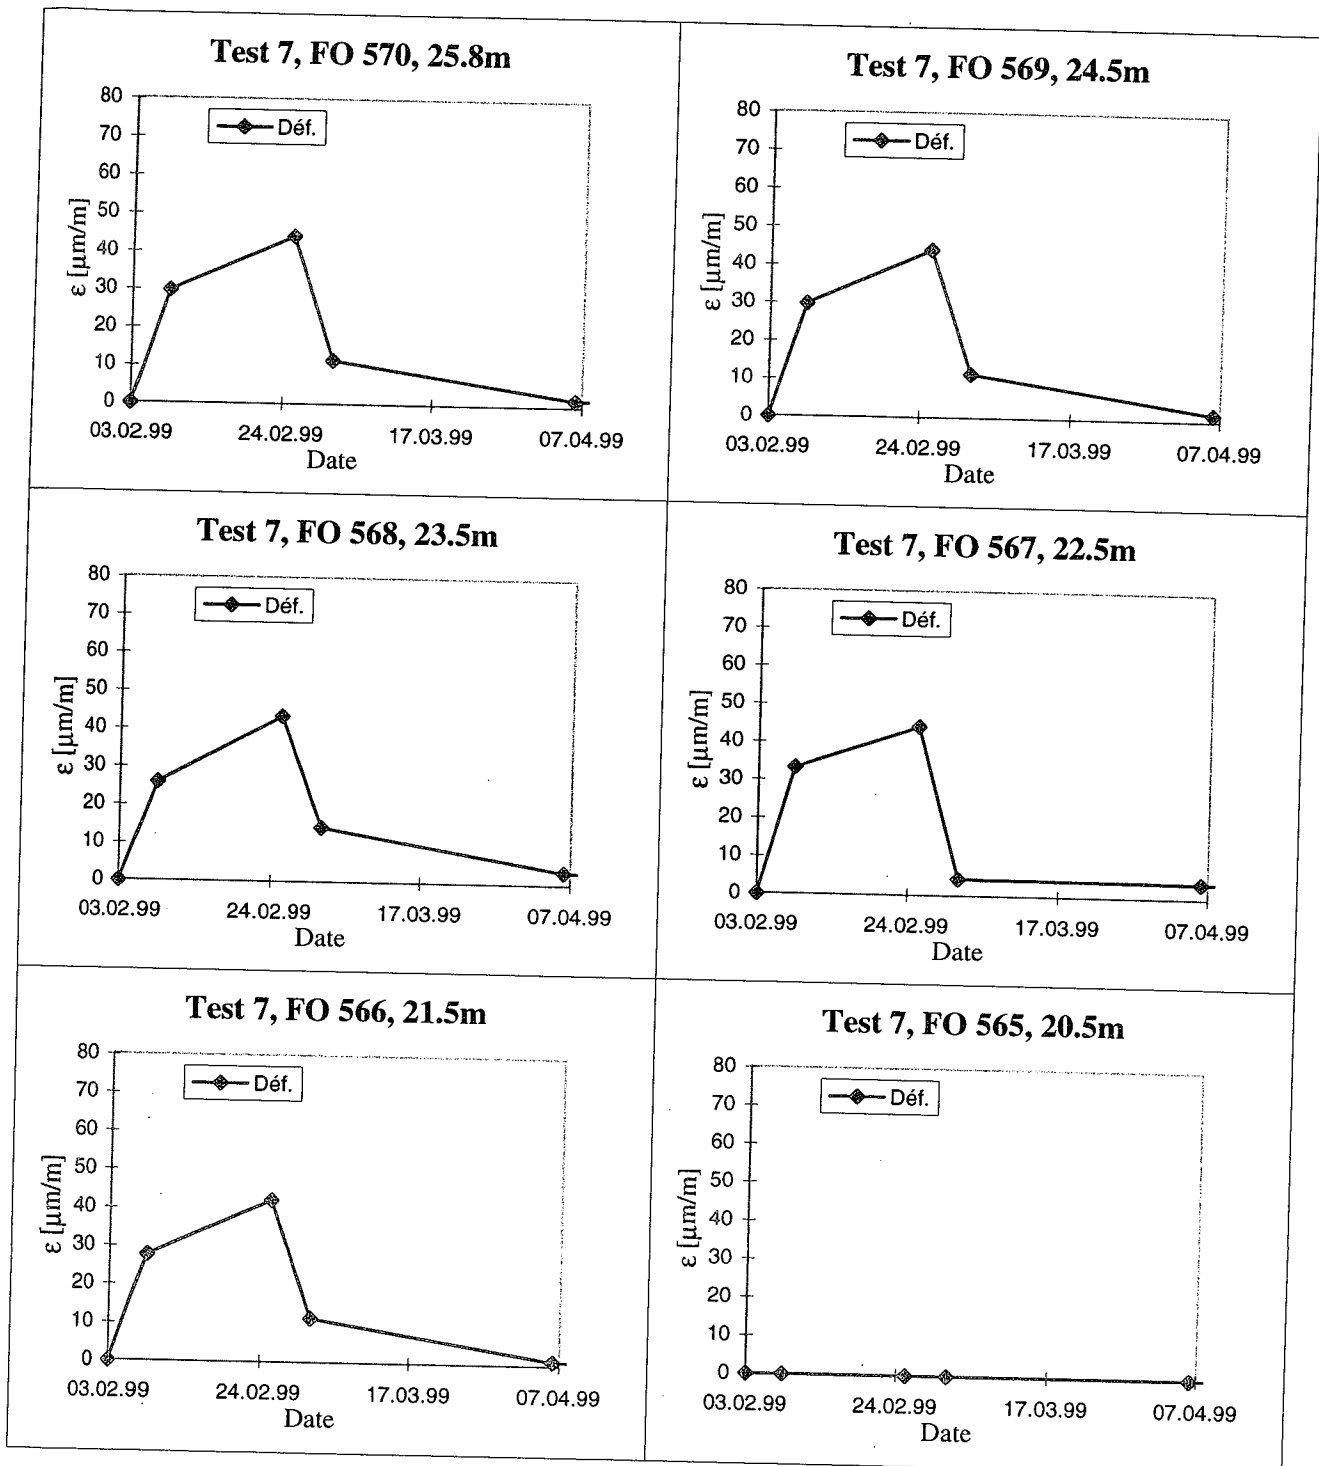 Test 7, FO 570, 25.8m
80
70
60
50
40
30
20
10
0
ε [µm/m]
Déf.
03.02.99 24.02.99 17.03.99 07.04.99
Date
Test 7, FO 569, 24.5m
80
70
60
50
40
30
20
10
0
ε [µm/m]
Déf.
03.02.99 24.02.99 17.03.99 07.04.99
Date
Test 7, FO 568, 23.5m
80
70
60
50
40
30
20
10
0
ε [µm/m]
Déf.
03.02.99 24.02.99 17.03.99 07.04.99
Date
Test 7, FO 567, 22.5m
80
70
60
50
40
30
20
10
0
ε [µm/m]
Déf.
03.02.99 24.02.99 17.03.99 07.04.99
Date
Test 7, FO 566, 21.5m
80
70
60
50
40
30
20
10
0
ε [µm/m]
Déf.
03.02.99 24.02.99 17.03.99 07.04.99
Date
Test 7, FO 565, 20.5m
80
70
60
50
40
30
20
10
0
ε [µm/m]
Déf.
03.02.99 24.02.99 17.03.99 07.04.99
Date